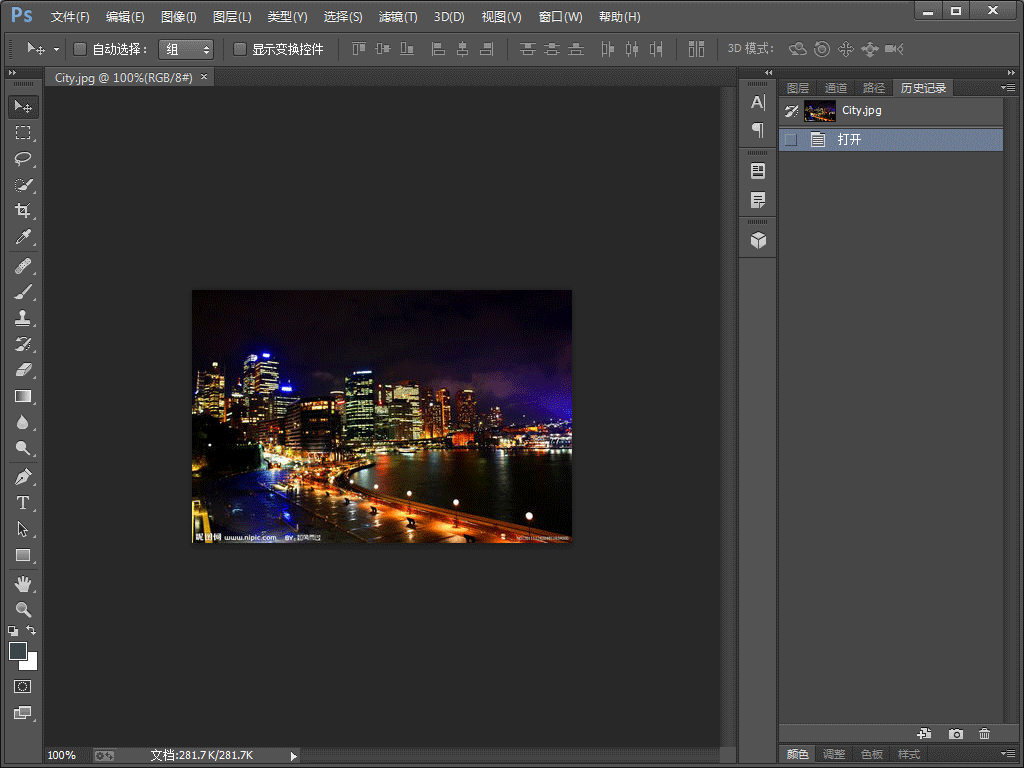 Ps 文件(F) 编辑(E) 图像(I) 图层(L) 类型(Y) 选择(S) 滤镜(T) 3D(D) 视图(V) 窗口(W) 帮助(H)
自动选择： 组 显示变换控件 3D 模式：
City.jpg @ 100%(RGB/8#) ×
图层 通道 路径 历史记录
City.jpg
打开
昵图网 www.nipic.com BY:
100% 文档:281.7K/281.7K
颜色 调整 色板 样式